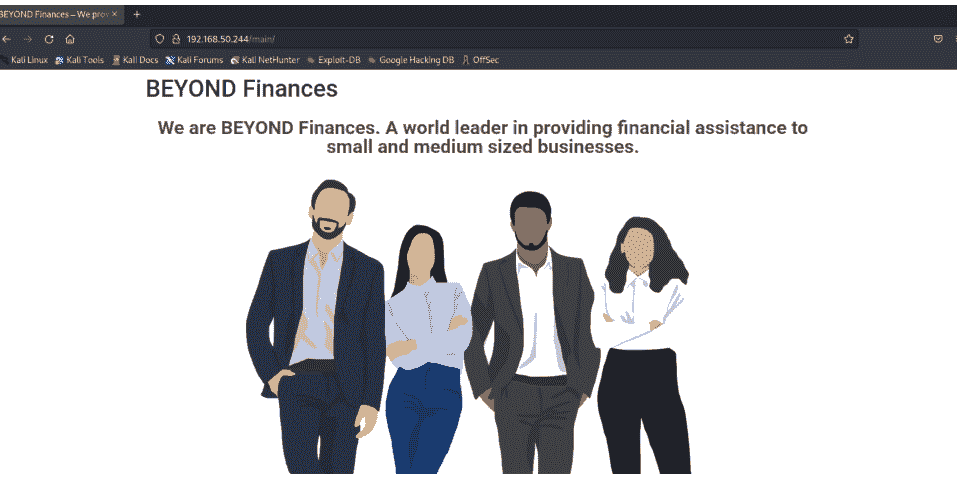 BEYOND Finances – We prov × +
192.168.50.244/main/
Kali Linux Kali Tools Kali Docs Kali Forums Kali NetHunter Exploit-DB Google Hacking DB OffSec
BEYOND Finances
We are BEYOND Finances. A world leader in providing financial assistance to
small and medium sized businesses.